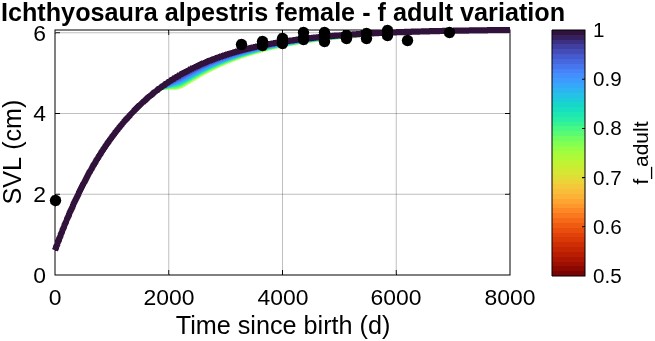 Ichthyosaura alpestris female - f adult variation
6
4
2
0
SVL (cm)
0 2000 4000 6000 8000
Time since birth (d)
1
0.9
0.8
0.7
0.6
0.5
f_adult